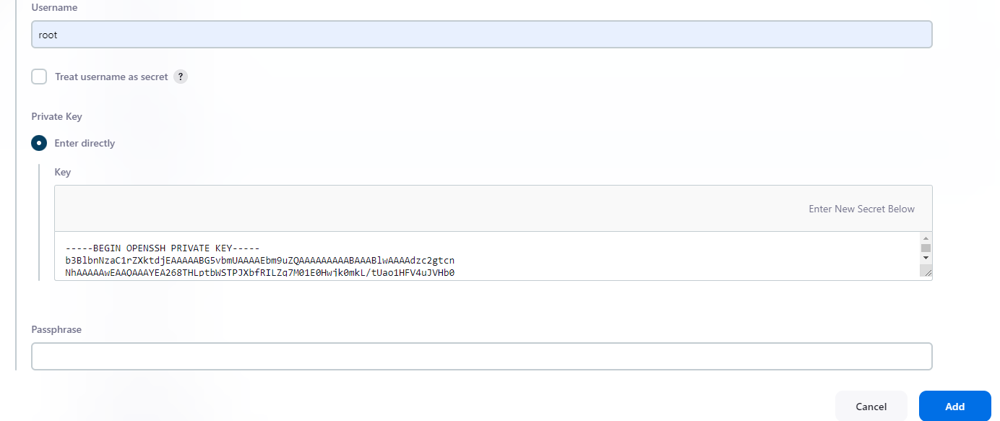 Username
root
Treat username as secret ?
Private Key
Enter directly
Key
Enter New Secret Below
-----BEGIN OPENSSH PRIVATE KEY-----
b3BlbnNzaC1rZXktdjEAAAAABG5vbmUAAAAEbm9uZQAAAAAAAAABAAABlwAAAAdzc2gtcn
NhAAAAAwEAAQAAAYEA268THLptbWSTPJXbfRILZq7M01E0Hwjk0mkL/tUao1HFV4uJVHb0
Passphrase
Cancel
Add